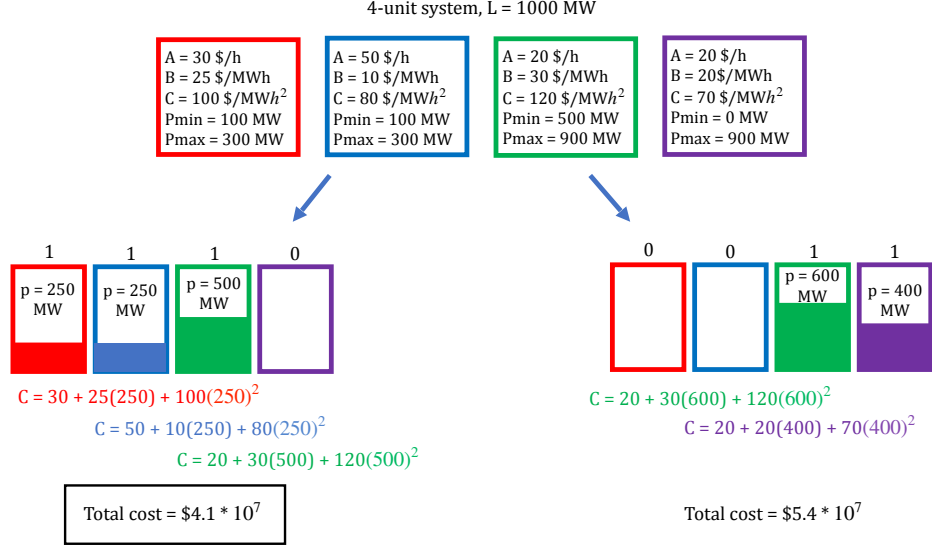 4-unit system, L = 1000 MW
A = 30 $/h
B = 25 $/MWh
C = 100 $/MWh²
Pmin = 100 MW
Pmax = 300 MW
A = 50 $/h
B = 10 $/MWh
C = 80 $/MWh²
Pmin = 100 MW
Pmax = 300 MW
A = 20 $/h
B = 30 $/MWh
C = 120 $/MWh²
Pmin = 500 MW
Pmax = 900 MW
A = 20 $/h
B = 20$/MWh
C = 70 $/MWh²
Pmin = 0 MW
Pmax = 900 MW
1
1
1
0
p = 250
MW
p = 250
MW
p = 500
MW
C = 30 + 25(250) + 100(250)²
C = 50 + 10(250) + 80(250)²
C = 20 + 30(500) + 120(500)²
Total cost = $4.1 * 10⁷
0
0
1
1
p = 600
MW
p = 400
MW
C = 20 + 30(600) + 120(600)²
C = 20 + 20(400) + 70(400)²
Total cost = $5.4 * 10⁷